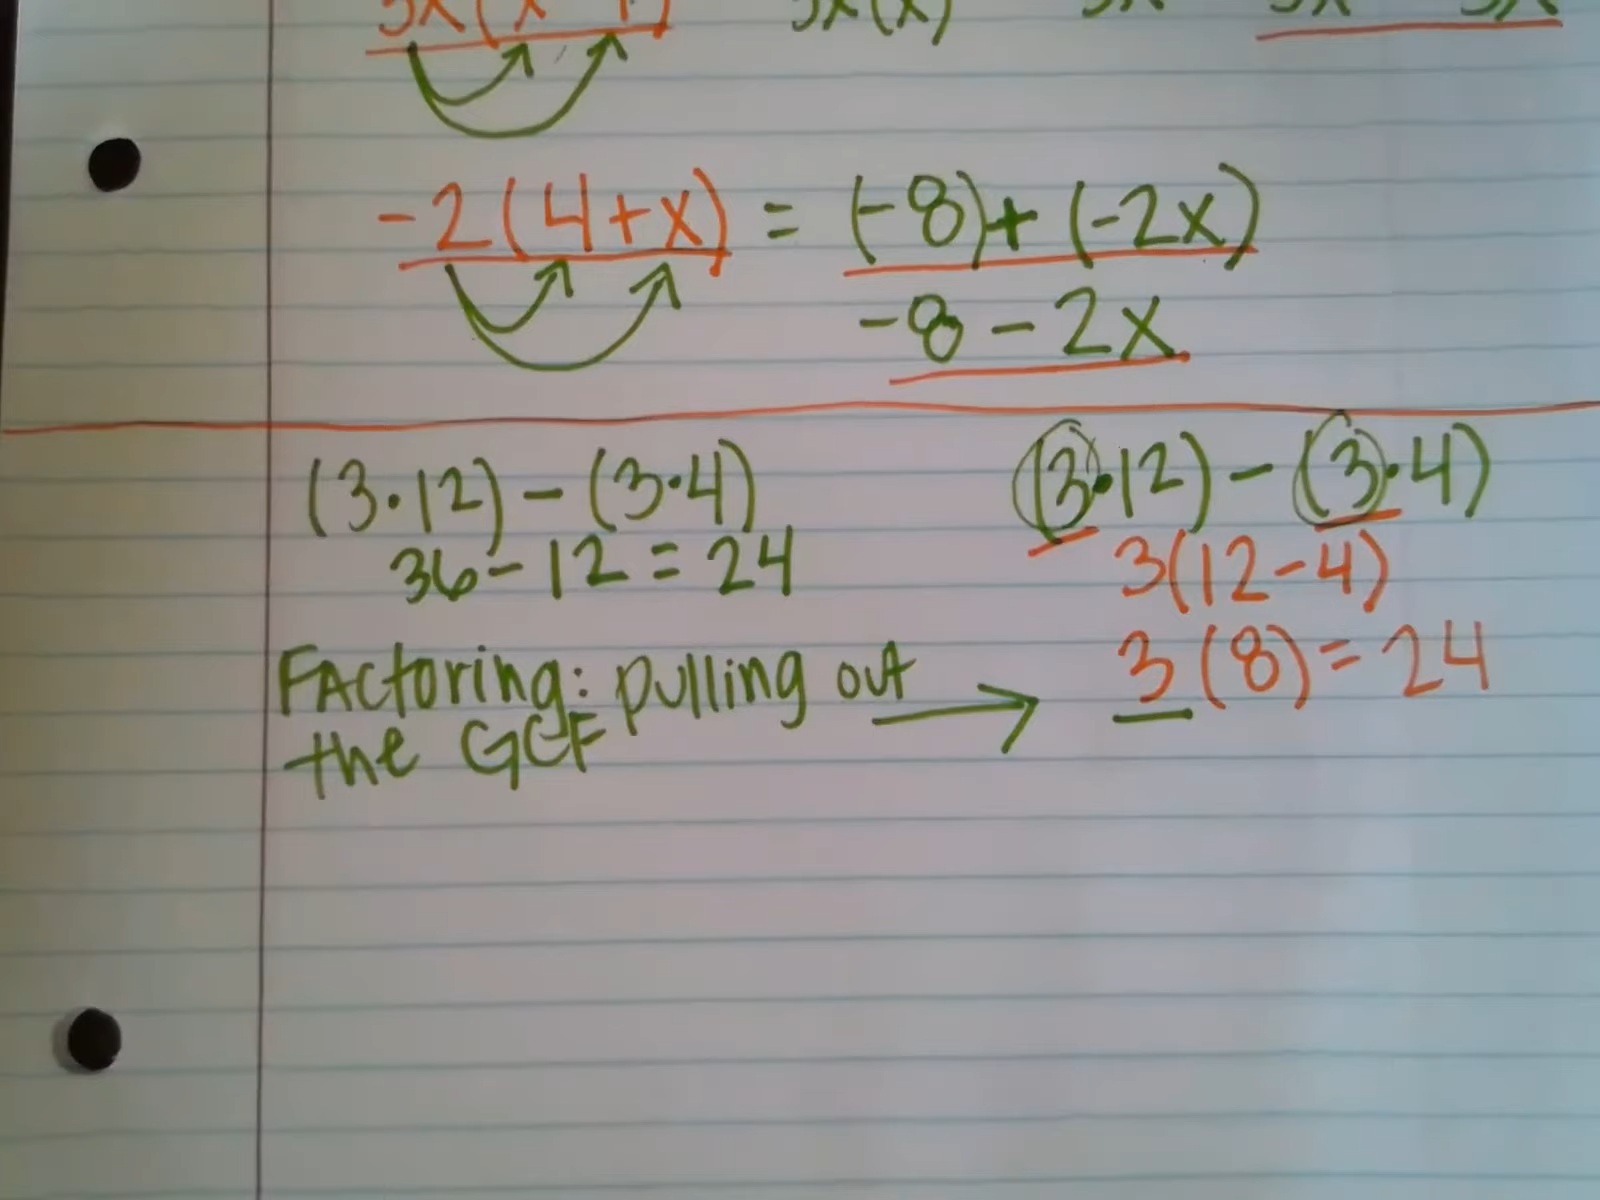 -2(4+x) = (-8)+(-2x)
-8-2x
(3·12)-(3·4)
36-12=24
Factoring: pulling out
the GCF
(3·12)-(3·4)
3(12-4)
3(8)=24